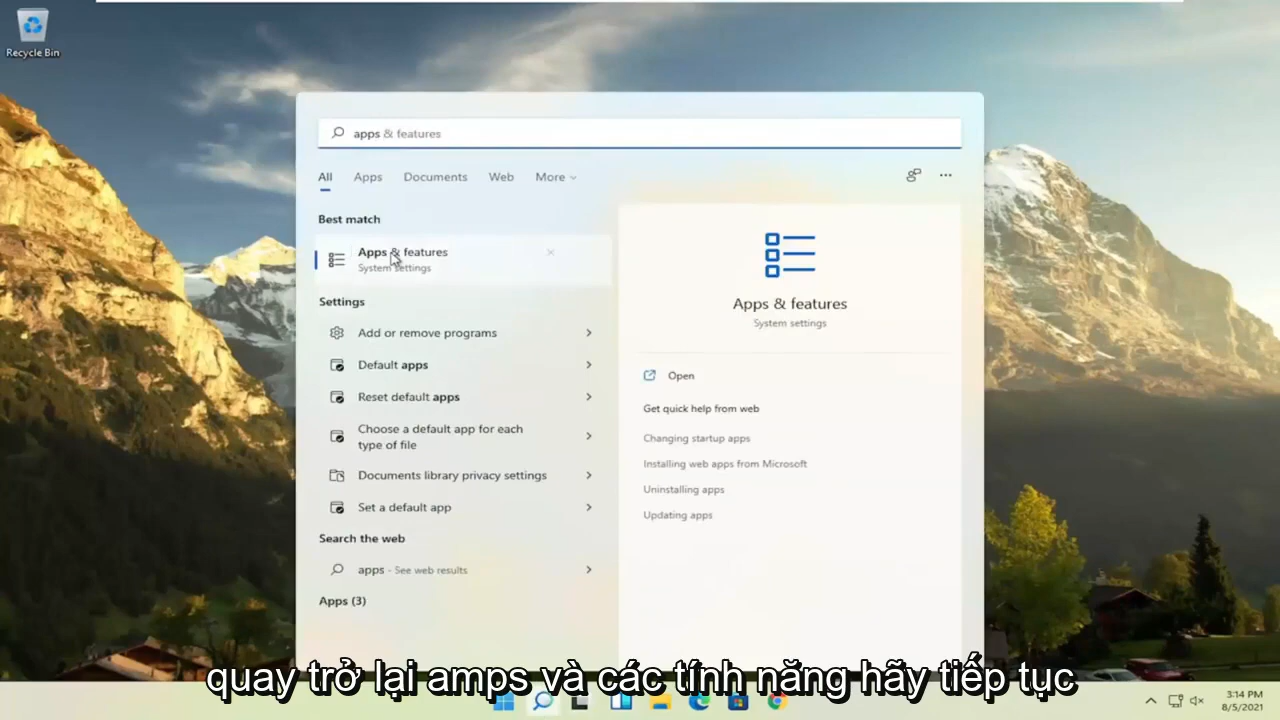 Recycle Bin
apps & features
All Apps Documents Web More
Best match
Apps & features
System settings
Settings
Add or remove programs
Default apps
Reset default apps
Choose a default app for each
type of file
Documents library privacy settings
Set a default app
Search the web
apps - See web results
Apps (3)
Apps & features
System settings
Open
Get quick help from web
Changing startup apps
Installing web apps from Microsoft
Uninstalling apps
Updating apps
quay trở lại amps và các tính năng hãy tiếp tục
3:14 PM
8/5/2021